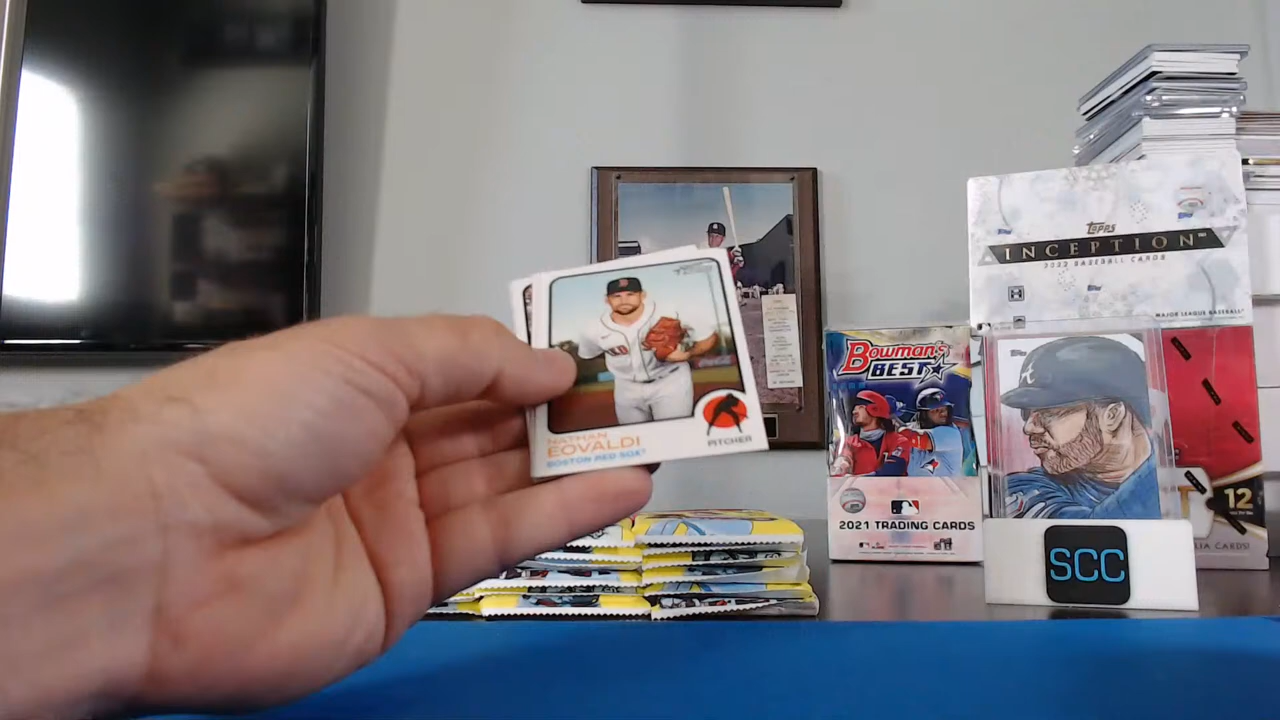 NATHAN
EOVALDI
BOSTON RED SOX
PITCHER
Bowman's
BEST
2021 TRADING CARDS
Topps
INCEPTION
2022 BASEBALL CARDS
MAJOR LEAGUE BASEBALL
SCC
12
CARDS!